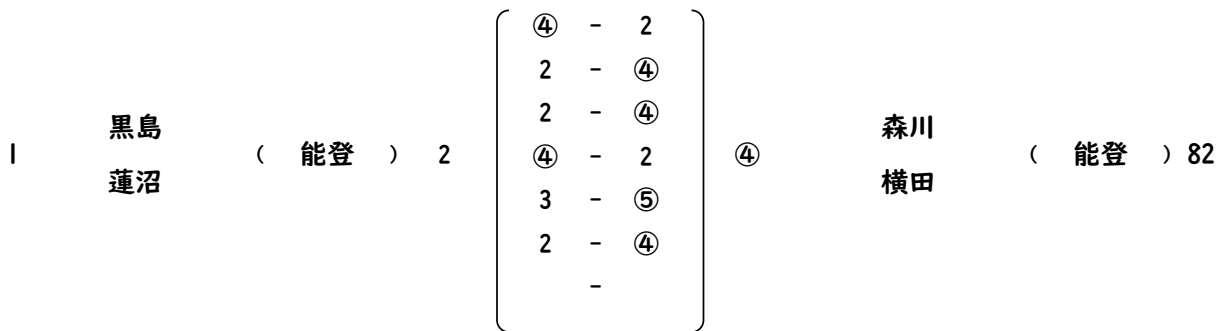 ④ - 2
2 - ④
2 - ④
④ - 2
3 - ⑤
2 - ④
-
1 黒島 蓮沼 ( 能登 ) 2
④ 森川 横田 ( 能登 ) 82